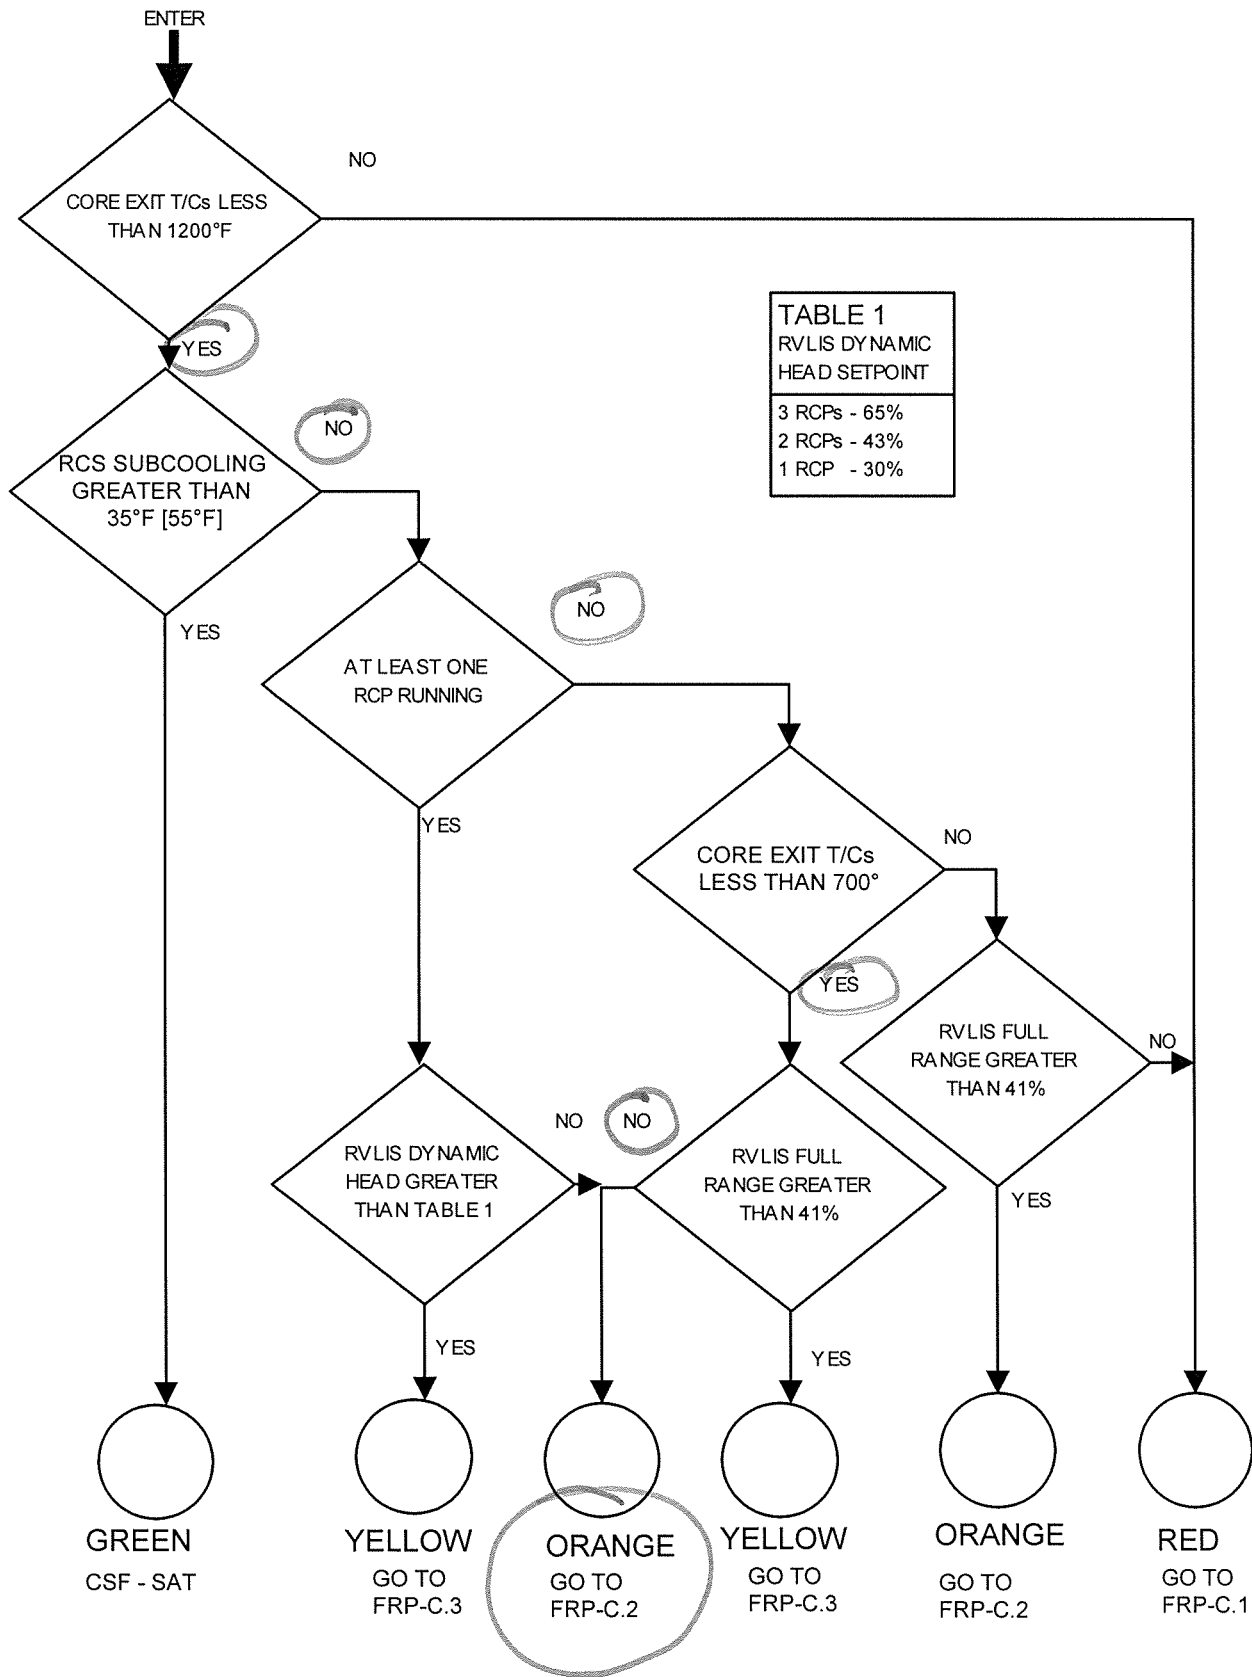 ENTER
NO
CORE EXIT T/Cs LESS
THAN 1200°F
YES
TABLE 1
RVLIS DYNAMIC
HEAD SETPOINT
3 RCPs - 65%
2 RCPs - 43%
1 RCP - 30%
NO
RCS SUBCOOLING
GREATER THAN
35°F [55°F]
YES
NO
AT LEAST ONE
RCP RUNNING
YES
NO
CORE EXIT T/Cs
LESS THAN 700°
YES
RVLIS FULL
RANGE GREATER
THAN 41%
NO
YES
NO
NO
RVLIS DYNAMIC
HEAD GREATER
THAN TABLE 1
YES
RVLIS FULL
RANGE GREATER
THAN 41%
YES
GREEN
CSF - SAT
YELLOW
GO TO
FRP-C.3
ORANGE
GO TO
FRP-C.2
YELLOW
GO TO
FRP-C.3
ORANGE
GO TO
FRP-C.2
RED
GO TO
FRP-C.1